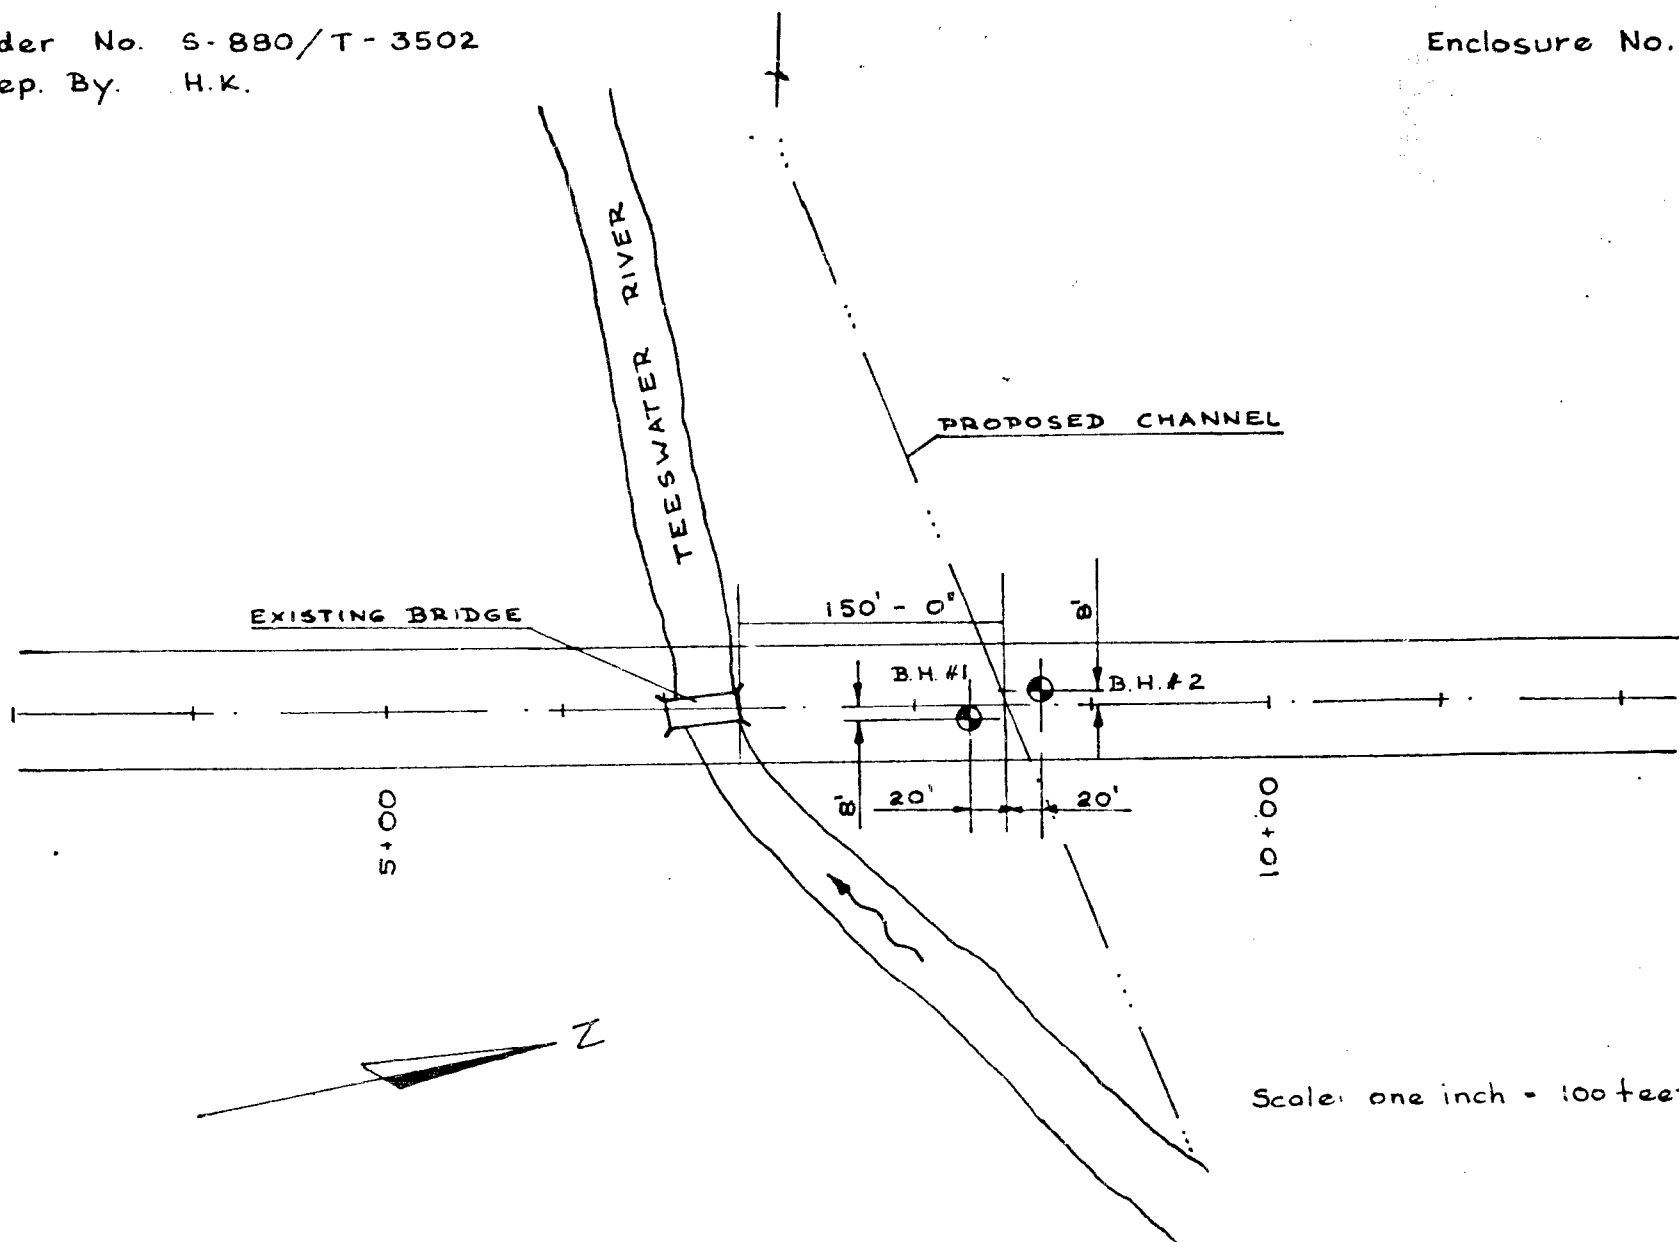 der No. S-880/T-3502
ep. By. H.K.
Enclosure No.
TEESWATER RIVER
PROPOSED CHANNEL
EXISTING BRIDGE
150' - 0"
8'
B.H. #1
B.H. #2
8'
20'
20'
5+00
10+00
N
Scale: one inch = 100 feet